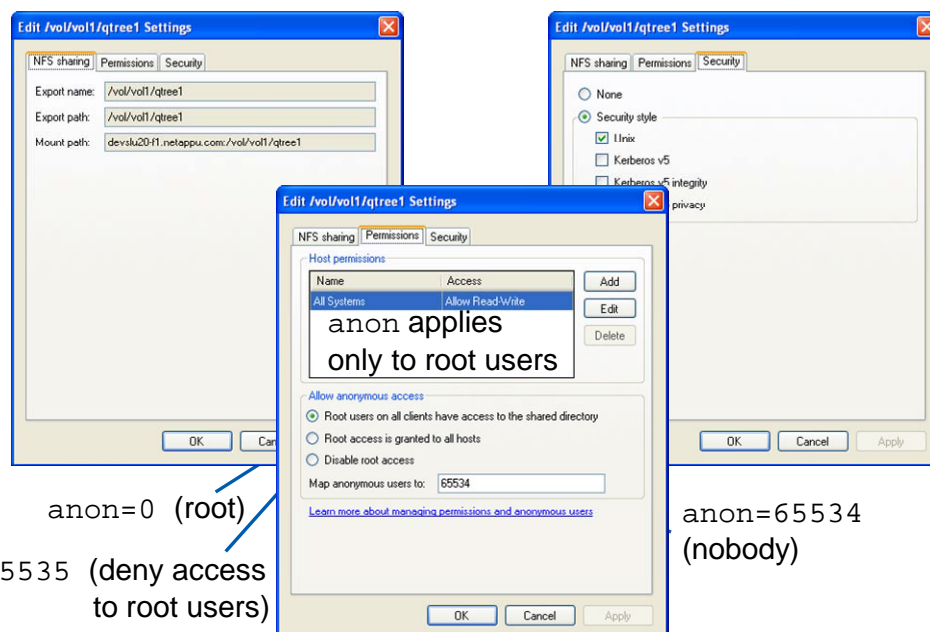 Edit /vol/vol1/qtree1 Settings
NFS sharing Permissions Security
Export name: /vol/vol1/qtree1
Export path: /vol/vol1/qtree1
Mount path: devslu20-f1.netappu.com:/vol/vol1/qtree1
OK
Edit /vol/vol1/qtree1 Settings
NFS sharing Permissions Security
None
Security style
Unix
Kerberos v5
Kerberos v5 integrity
privacy
OK Cancel Apply
Edit /vol/vol1/qtree1 Settings
NFS sharing Permissions Security
Host permissions
Name Access
All Systems Allow Read-Write
Add
Edit
Delete
anon applies
only to root users
Allow anonymous access
Root users on all clients have access to the shared directory
Root access is granted to all hosts
Disable root access
Map anonymous users to: 65534
Learn more about managing permissions and anonymous users
OK Cancel Apply
anon=0 (root)
5535 (deny access
to root users)
anon=65534
(nobody)